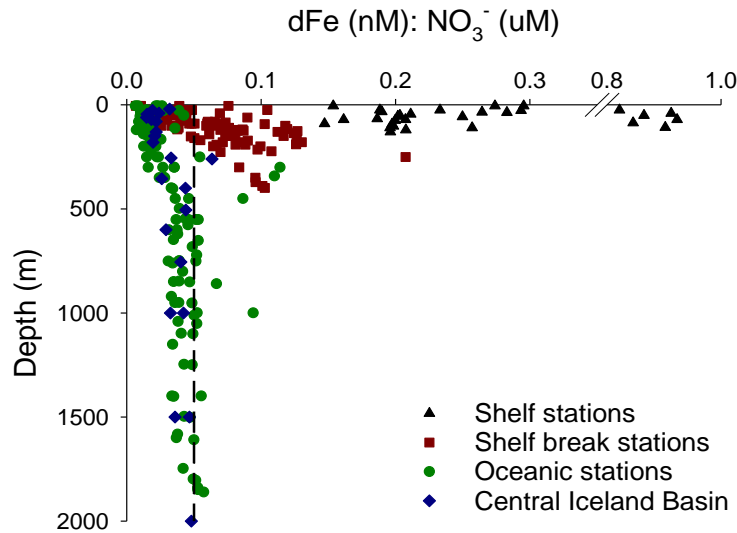 dFe (nM): NO₃⁻ (uM)
0.0 0.1 0.2 0.3 0.8 1.0
0
500
1000
1500
2000
Depth (m)
Shelf stations
Shelf break stations
Oceanic stations
Central Iceland Basin